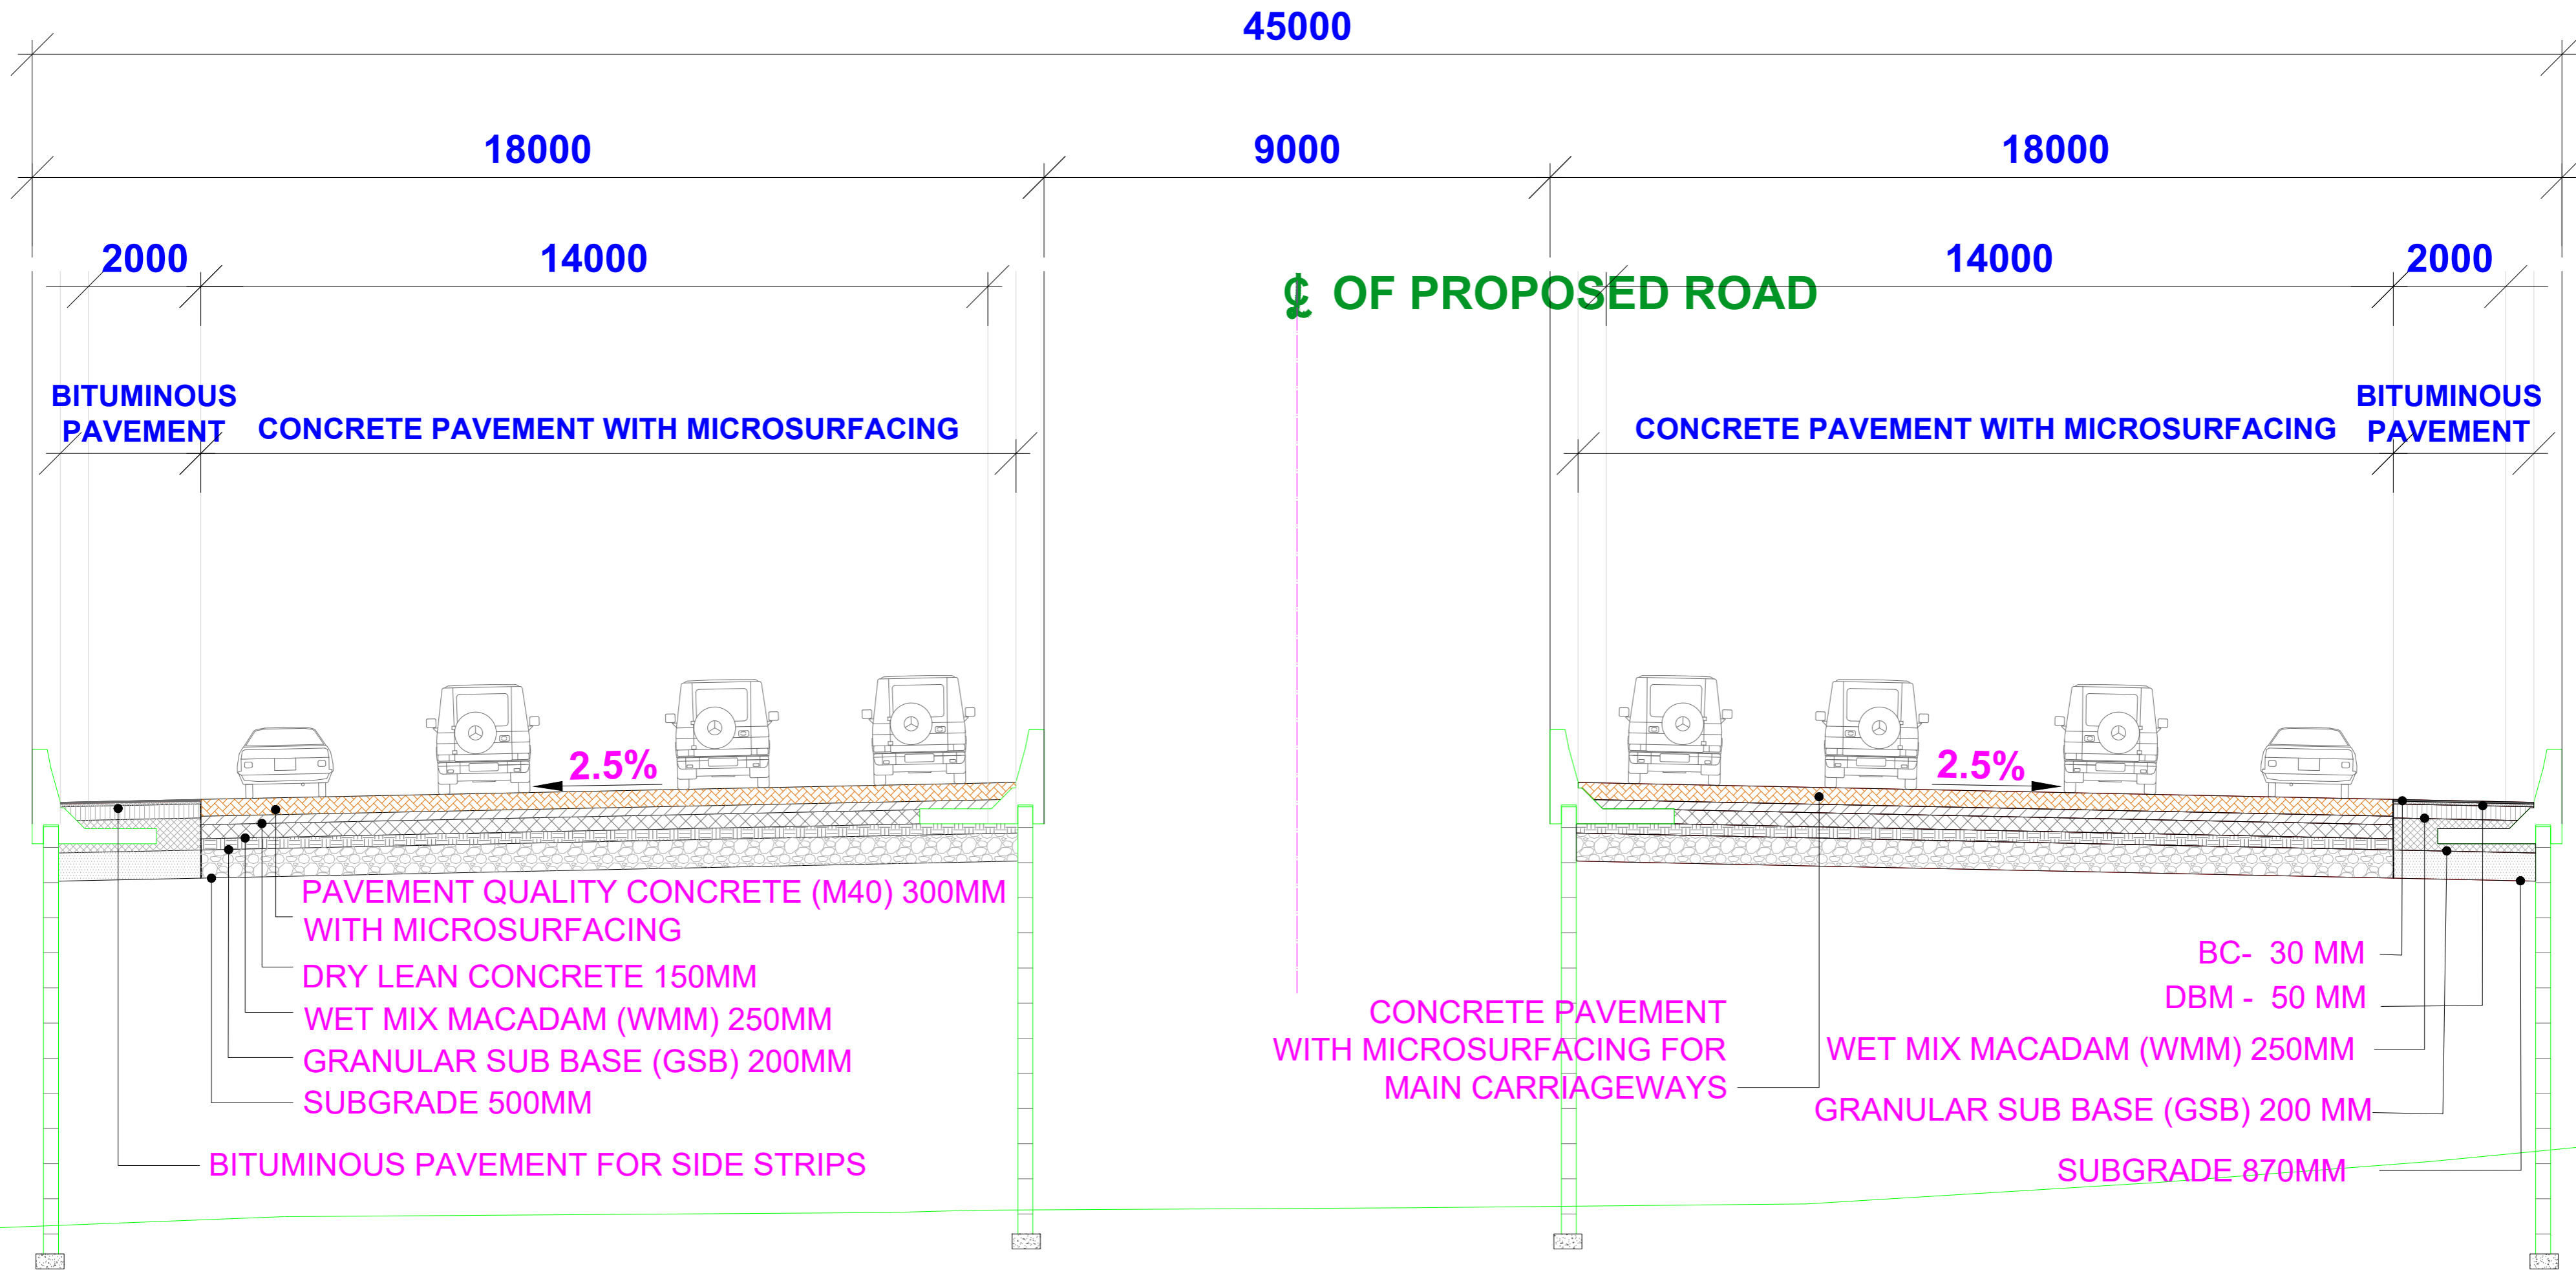 45000
18000
9000
18000
2000
14000
14000
2000
℄ OF PROPOSED ROAD
BITUMINOUS
PAVEMENT
CONCRETE PAVEMENT WITH MICROSURFACING
CONCRETE PAVEMENT WITH MICROSURFACING
BITUMINOUS
PAVEMENT
2.5%
2.5%
PAVEMENT QUALITY CONCRETE (M40) 300MM
WITH MICROSURFACING
DRY LEAN CONCRETE 150MM
WET MIX MACADAM (WMM) 250MM
GRANULAR SUB BASE (GSB) 200MM
SUBGRADE 500MM
BITUMINOUS PAVEMENT FOR SIDE STRIPS
CONCRETE PAVEMENT
WITH MICROSURFACING FOR
MAIN CARRIAGEWAYS
BC- 30 MM
DBM - 50 MM
WET MIX MACADAM (WMM) 250MM
GRANULAR SUB BASE (GSB) 200 MM
SUBGRADE 870MM